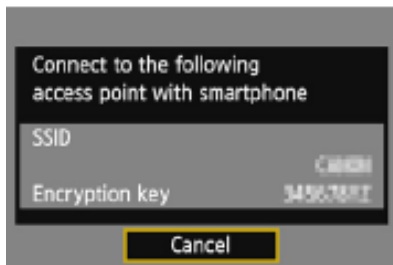 Connect to the following
access point with smartphone
SSID
Encryption key
Cancel